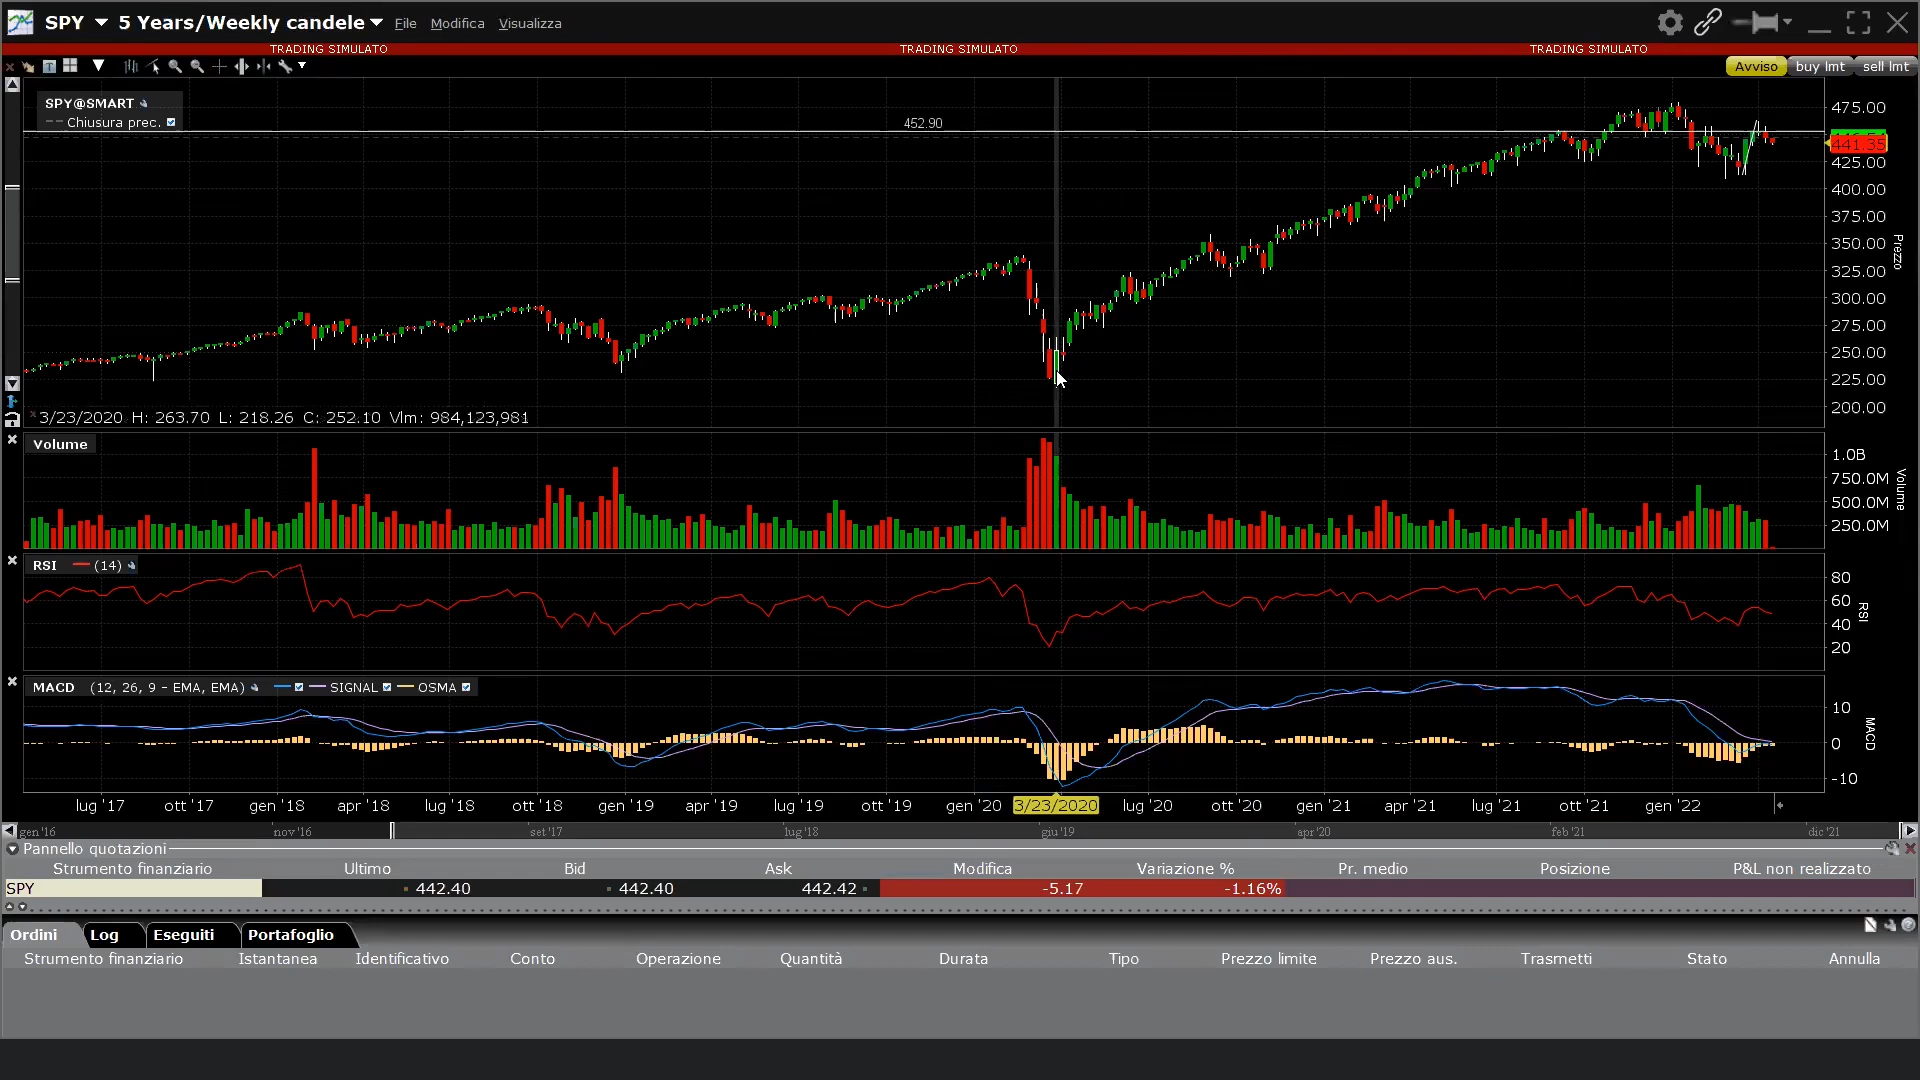 SPY 5 Years/Weekly candele File Modifica Visualizza
TRADING SIMULATO TRADING SIMULATO TRADING SIMULATO
Avviso buy lmt sell lmt
SPY@SMART
Chiusura prec.
452.90
475.00
441.35
425.00
400.00
375.00
350.00
325.00
300.00
275.00
250.00
225.00
200.00
Prezzo
3/23/2020 H: 263.70 L: 218.26 C: 252.10 Vlm: 984,123,981
Volume
1.0B
750.0M
500.0M
250.0M
Volume
RSI (14)
80
60
40
20
RSI
MACD (12, 26, 9 - EMA, EMA) SIGNAL OSMA
10
0
-10
MACD
lug '17 ott '17 gen '18 apr '18 lug '18 ott '18 gen '19 apr '19 lug '19 ott '19 gen '20 3/23/2020 lug '20 ott '20 gen '21 apr '21 lug '21 ott '21 gen '22
gen '16 nov '16 set '17 lug '18 giu '19 apr '20 feb '21 dic '21
Pannello quotazioni
Strumento finanziario Ultimo Bid Ask Modifica Variazione % Pr. medio Posizione P&L non realizzato
SPY 442.40 442.40 442.42 -5.17 -1.16%
Ordini Log Eseguiti Portafoglio
Strumento finanziario Istantanea Identificativo Conto Operazione Quantità Durata Tipo Prezzo limite Prezzo aus. Trasmetti Stato Annulla